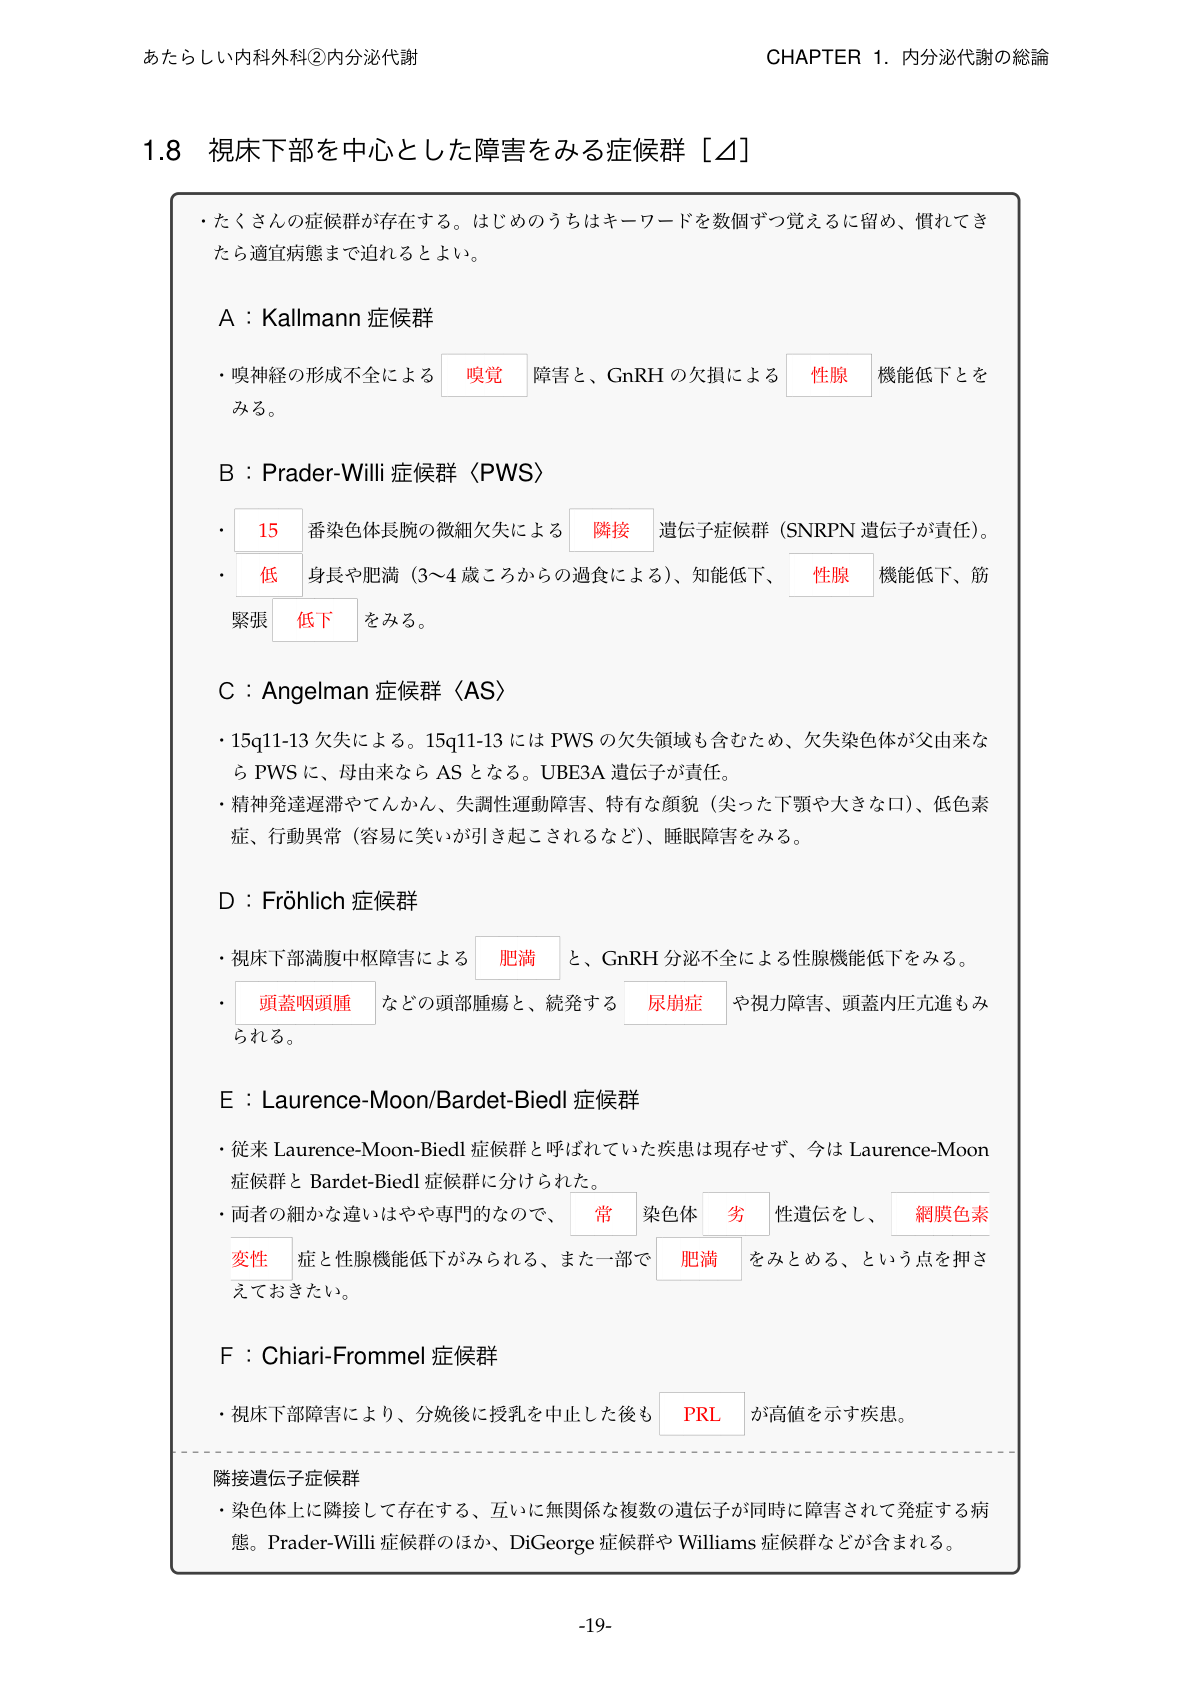 あたらしい内科外科②内分泌代謝
CHAPTER 1. 内分泌代謝の総論
1.8 視床下部を中心とした障害をみる症候群［⊿］
・たくさんの症候群が存在する。はじめのうちはキーワードを数個ずつ覚えるに留め、慣れてき
たら適宜病態まで迫れるとよい。
A：Kallmann 症候群
・嗅神経の形成不全による 嗅覚 障害と、GnRH の欠損による 性腺 機能低下とを
みる。
B：Prader-Willi 症候群〈PWS〉
・ 15 番染色体長腕の微細欠失による 隣接 遺伝子症候群（SNRPN 遺伝子が責任）。
・ 低 身長や肥満（3〜4 歳ころからの過食による）、知能低下、 性腺 機能低下、筋
緊張 低下 をみる。
C：Angelman 症候群〈AS〉
・15q11-13 欠失による。15q11-13 には PWS の欠失領域も含むため、欠失染色体が父由来な
ら PWS に、母由来なら AS となる。UBE3A 遺伝子が責任。
・精神発達遅滞やてんかん、失調性運動障害、特有な顔貌（尖った下顎や大きな口）、低色素
症、行動異常（容易に笑いが引き起こされるなど）、睡眠障害をみる。
D：Fröhlich 症候群
・視床下部満腹中枢障害による 肥満 と、GnRH 分泌不全による性腺機能低下をみる。
・ 頭蓋咽頭腫 などの頭部腫瘍と、続発する 尿崩症 や視力障害、頭蓋内圧亢進もみ
られる。
E：Laurence-Moon/Bardet-Biedl 症候群
・従来 Laurence-Moon-Biedl 症候群と呼ばれていた疾患は現存せず、今は Laurence-Moon
症候群と Bardet-Biedl 症候群に分けられた。
・両者の細かな違いはやや専門的なので、 常 染色体 劣 性遺伝をし、 網膜色素
変性 症と性腺機能低下がみられる、また一部で 肥満 をみとめる、という点を押さ
えておきたい。
F：Chiari-Frommel 症候群
・視床下部障害により、分娩後に授乳を中止した後も PRL が高値を示す疾患。
隣接遺伝子症候群
・染色体上に隣接して存在する、互いに無関係な複数の遺伝子が同時に障害されて発症する病
態。Prader-Willi 症候群のほか、DiGeorge 症候群や Williams 症候群などが含まれる。
-19-